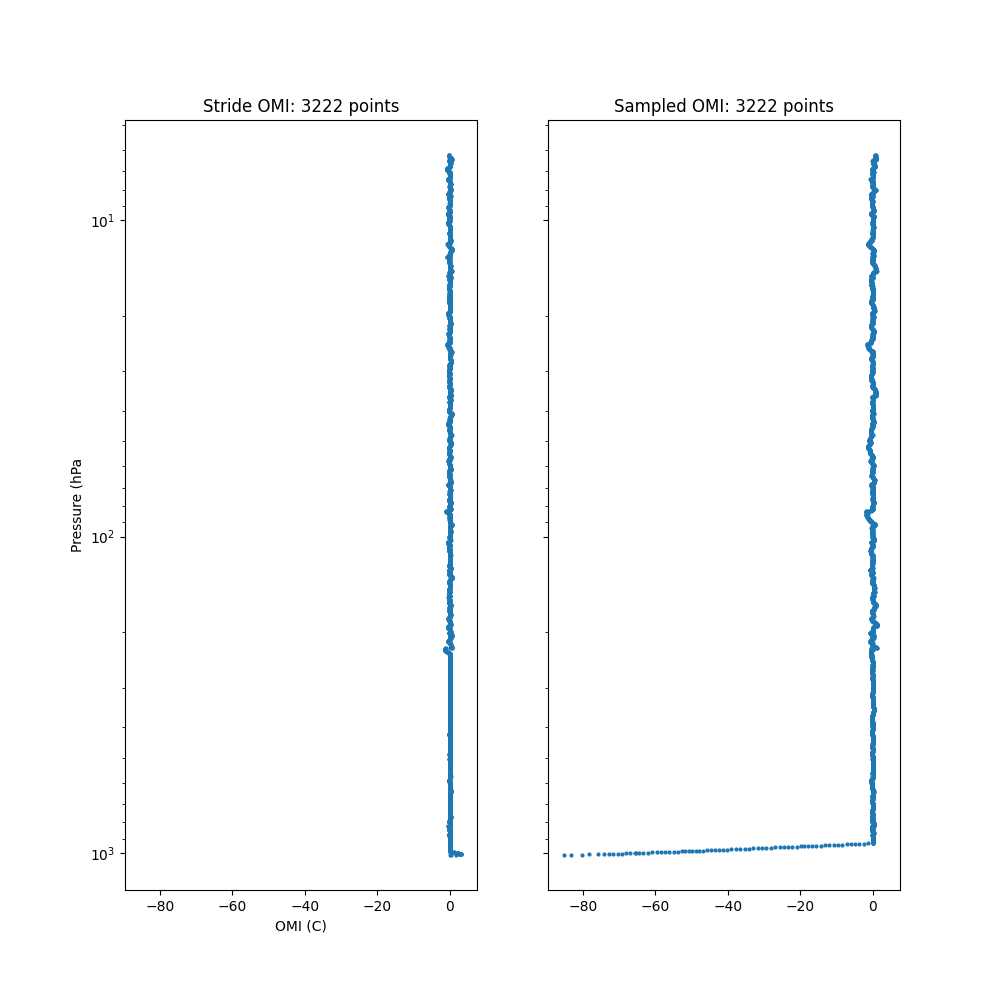 Stride OMI: 3222 points
Sampled OMI: 3222 points
10¹
10²
10³
Pressure (hPa
−80 −60 −40 −20 0
OMI (C)
−80 −60 −40 −20 0